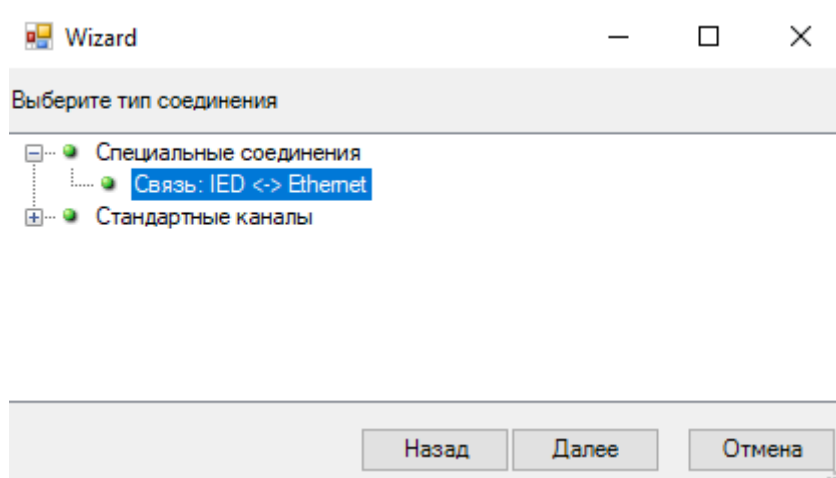 Wizard
Выберите тип соединения
Специальные соединения
Связь: IED <-> Ethernet
Стандартные каналы
Назад Далее Отмена